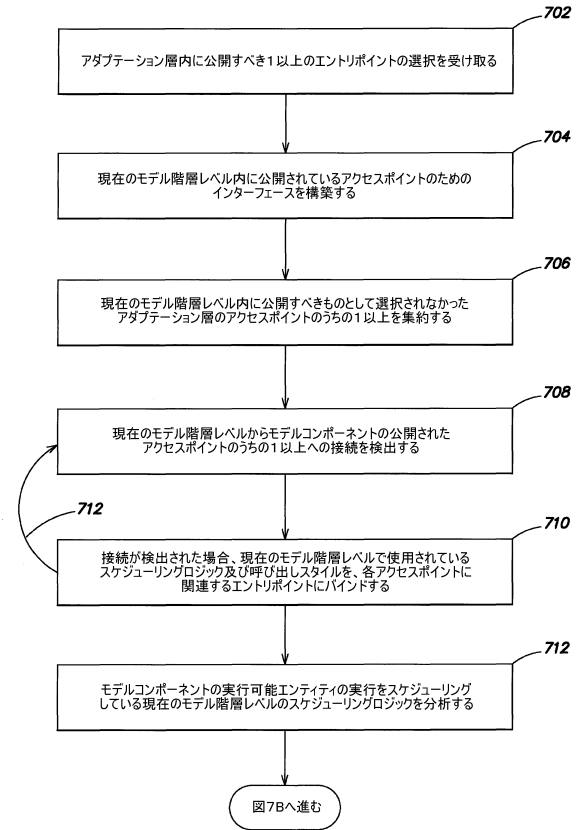 702
アダプテーション層内に公開すべき1以上のエントリポイントの選択を受け取る
704
現在のモデル階層レベル内に公開されているアクセスポイントのための
インターフェースを構築する
706
現在のモデル階層レベル内に公開すべきものとして選択されなかった
アダプテーション層のアクセスポイントのうちの1以上を集約する
708
現在のモデル階層レベルからモデルコンポーネントの公開された
アクセスポイントのうちの1以上への接続を検出する
712
710
接続が検出された場合、現在のモデル階層レベルで使用されている
スケジューリングロジック及び呼び出しスタイルを、各アクセスポイントに
関連するエントリポイントにバインドする
712
モデルコンポーネントの実行可能エンティティの実行をスケジューリング
している現在のモデル階層レベルのスケジューリングロジックを分析する
図7Bへ進む